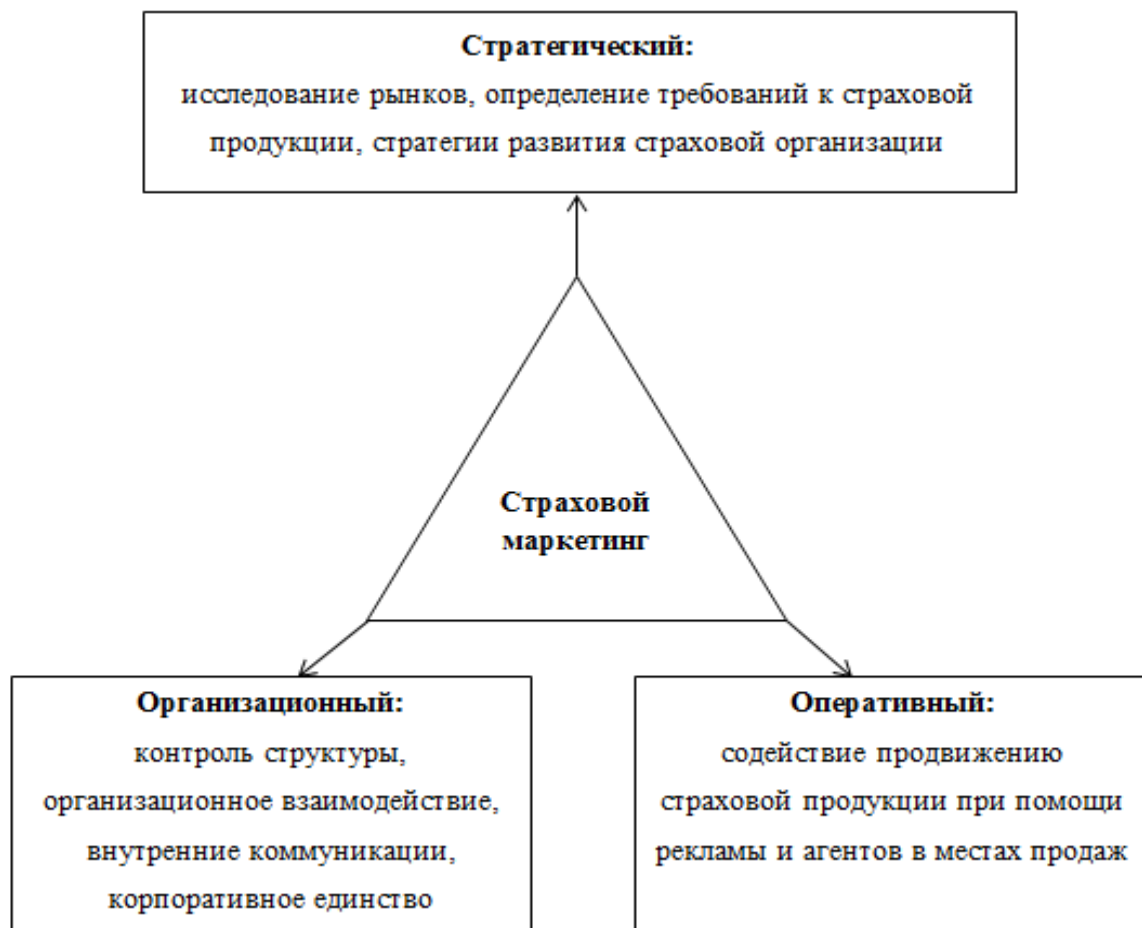 Стратегический:
исследование рынков, определение требований к страховой
продукции, стратегии развития страховой организации
Страховой
маркетинг
Организационный:
контроль структуры,
организационное взаимодействие,
внутренние коммуникации,
корпоративное единство
Оперативный:
содействие продвижению
страховой продукции при помощи
рекламы и агентов в местах продаж